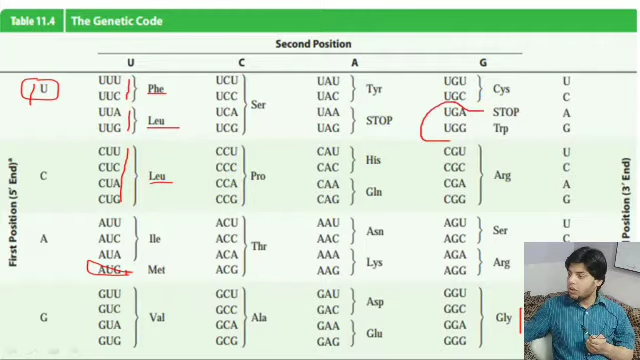 Table 11.4 The Genetic Code
Second Position
U C A G
UUU UCU UAU UGU U
U UUC Phe UCC Ser UAC Tyr UGC Cys C
UUA UCA UAA UGA STOP A
UUG Leu UCG UAG STOP UGG Trp G
CUU CCU CAU CGU U
C CUC Leu CCC Pro CAC His CGC Arg C
CUA CCA CAA CGA A
CUG CCG CAG Gln CGG G
AUU ACU AAU AGU U
A AUC Ile ACC Thr AAC Asn AGC Ser C
AUA ACA AAA AGA
AUG Met ACG AAG Lys AGG Arg
GUU GCU GAU GGU
G GUC Val GCC Ala GAC Asp GGC Gly
GUA GCA GAA GGA
GUG GCG GAG Glu GGG
First Position (5' End)*
Position (3' End)